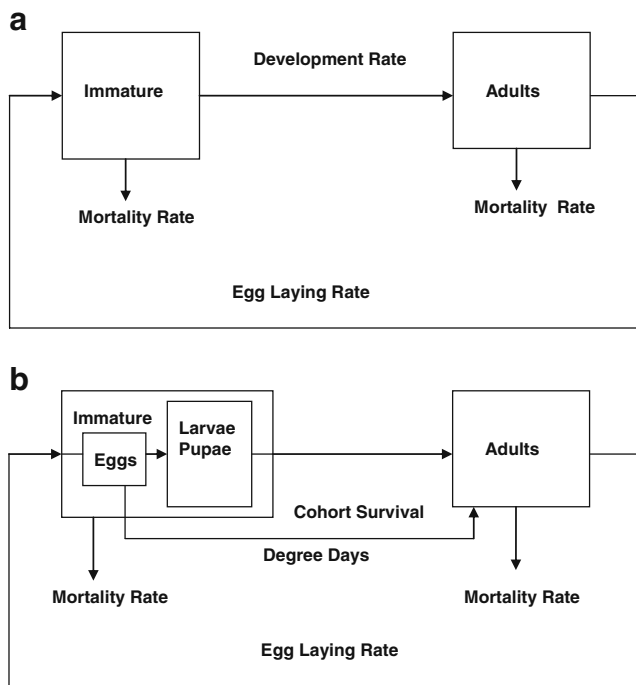 a
Development Rate
Immature
Adults
Mortality Rate
Mortality Rate
Egg Laying Rate
b
Immature
Eggs
Larvae
Pupae
Adults
Cohort Survival
Degree Days
Mortality Rate
Mortality Rate
Egg Laying Rate